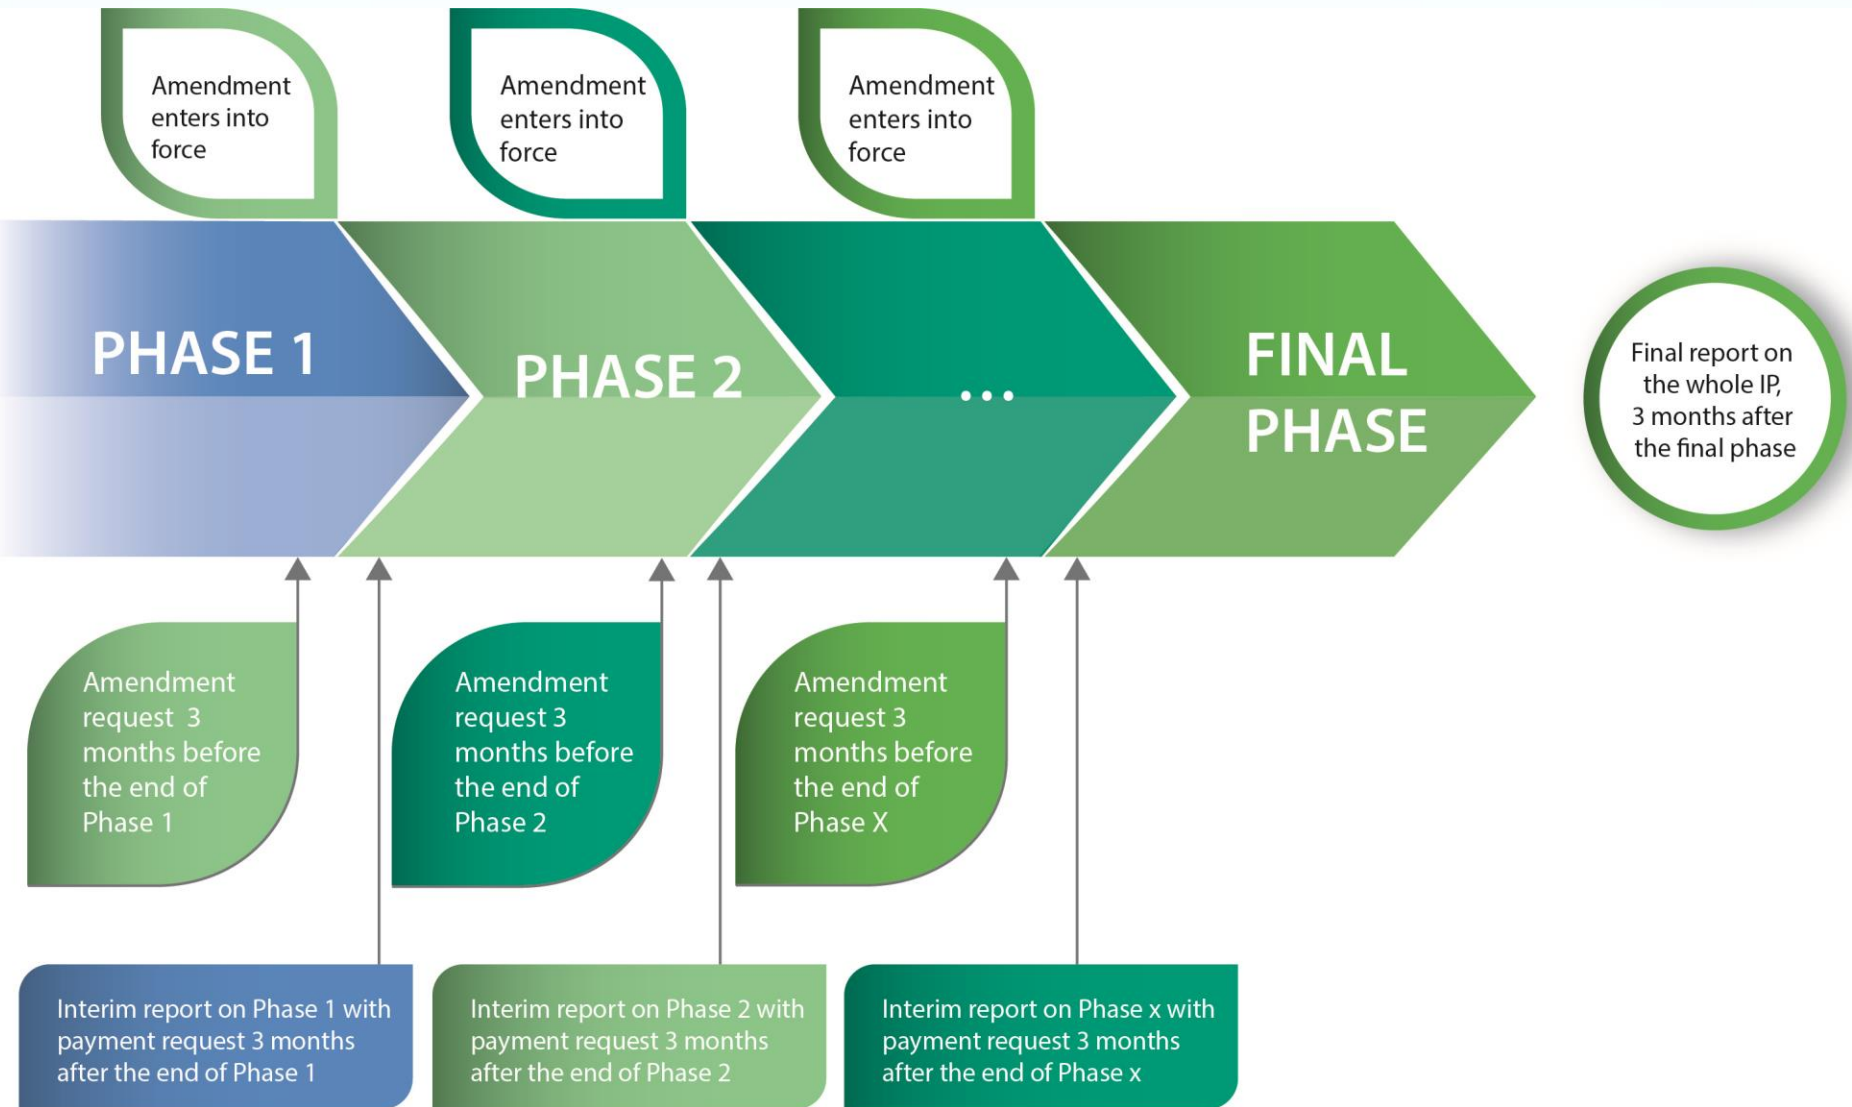 Amendment
enters into
force
Amendment
enters into
force
Amendment
enters into
force
PHASE 1
PHASE 2
...
FINAL
PHASE
Final report on
the whole IP,
3 months after
the final phase
Amendment
request 3
months before
the end of
Phase 1
Amendment
request 3
months before
the end of
Phase 2
Amendment
request 3
months before
the end of
Phase X
Interim report on Phase 1 with
payment request 3 months
after the end of Phase 1
Interim report on Phase 2 with
payment request 3 months
after the end of Phase 2
Interim report on Phase x with
payment request 3 months
after the end of Phase x